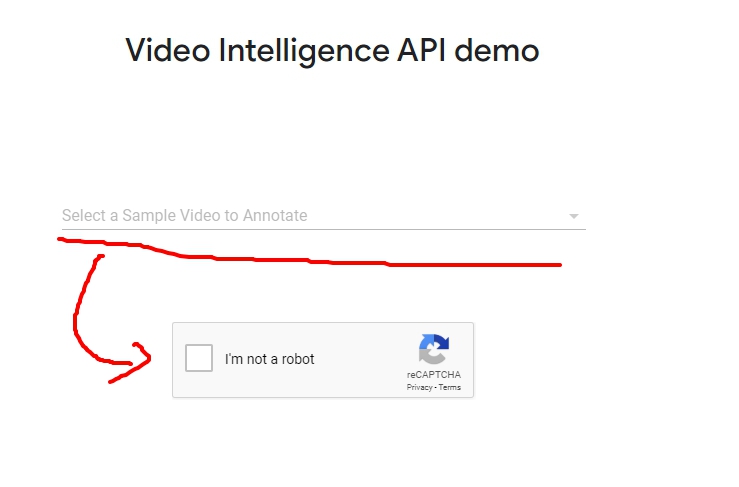 Video Intelligence API demo
Select a Sample Video to Annotate
I'm not a robot
reCAPTCHA
Privacy - Terms